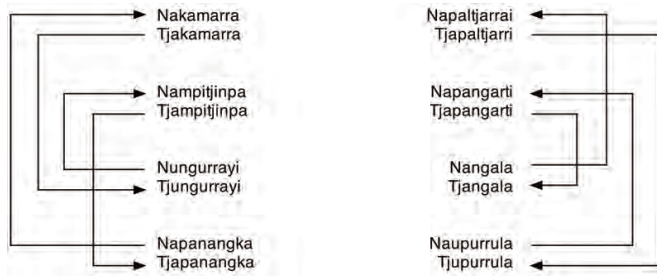 Nakamarra
Tjakamarra
Nampitjinpa
Tjampitjinpa
Nungurrayi
Tjungurrayi
Napanangka
Tjapanangka
Napaltjarrai
Tjapaltjarri
Napangarti
Tjapangarti
Nangala
Tjangala
Naupurrula
Tjupurrula